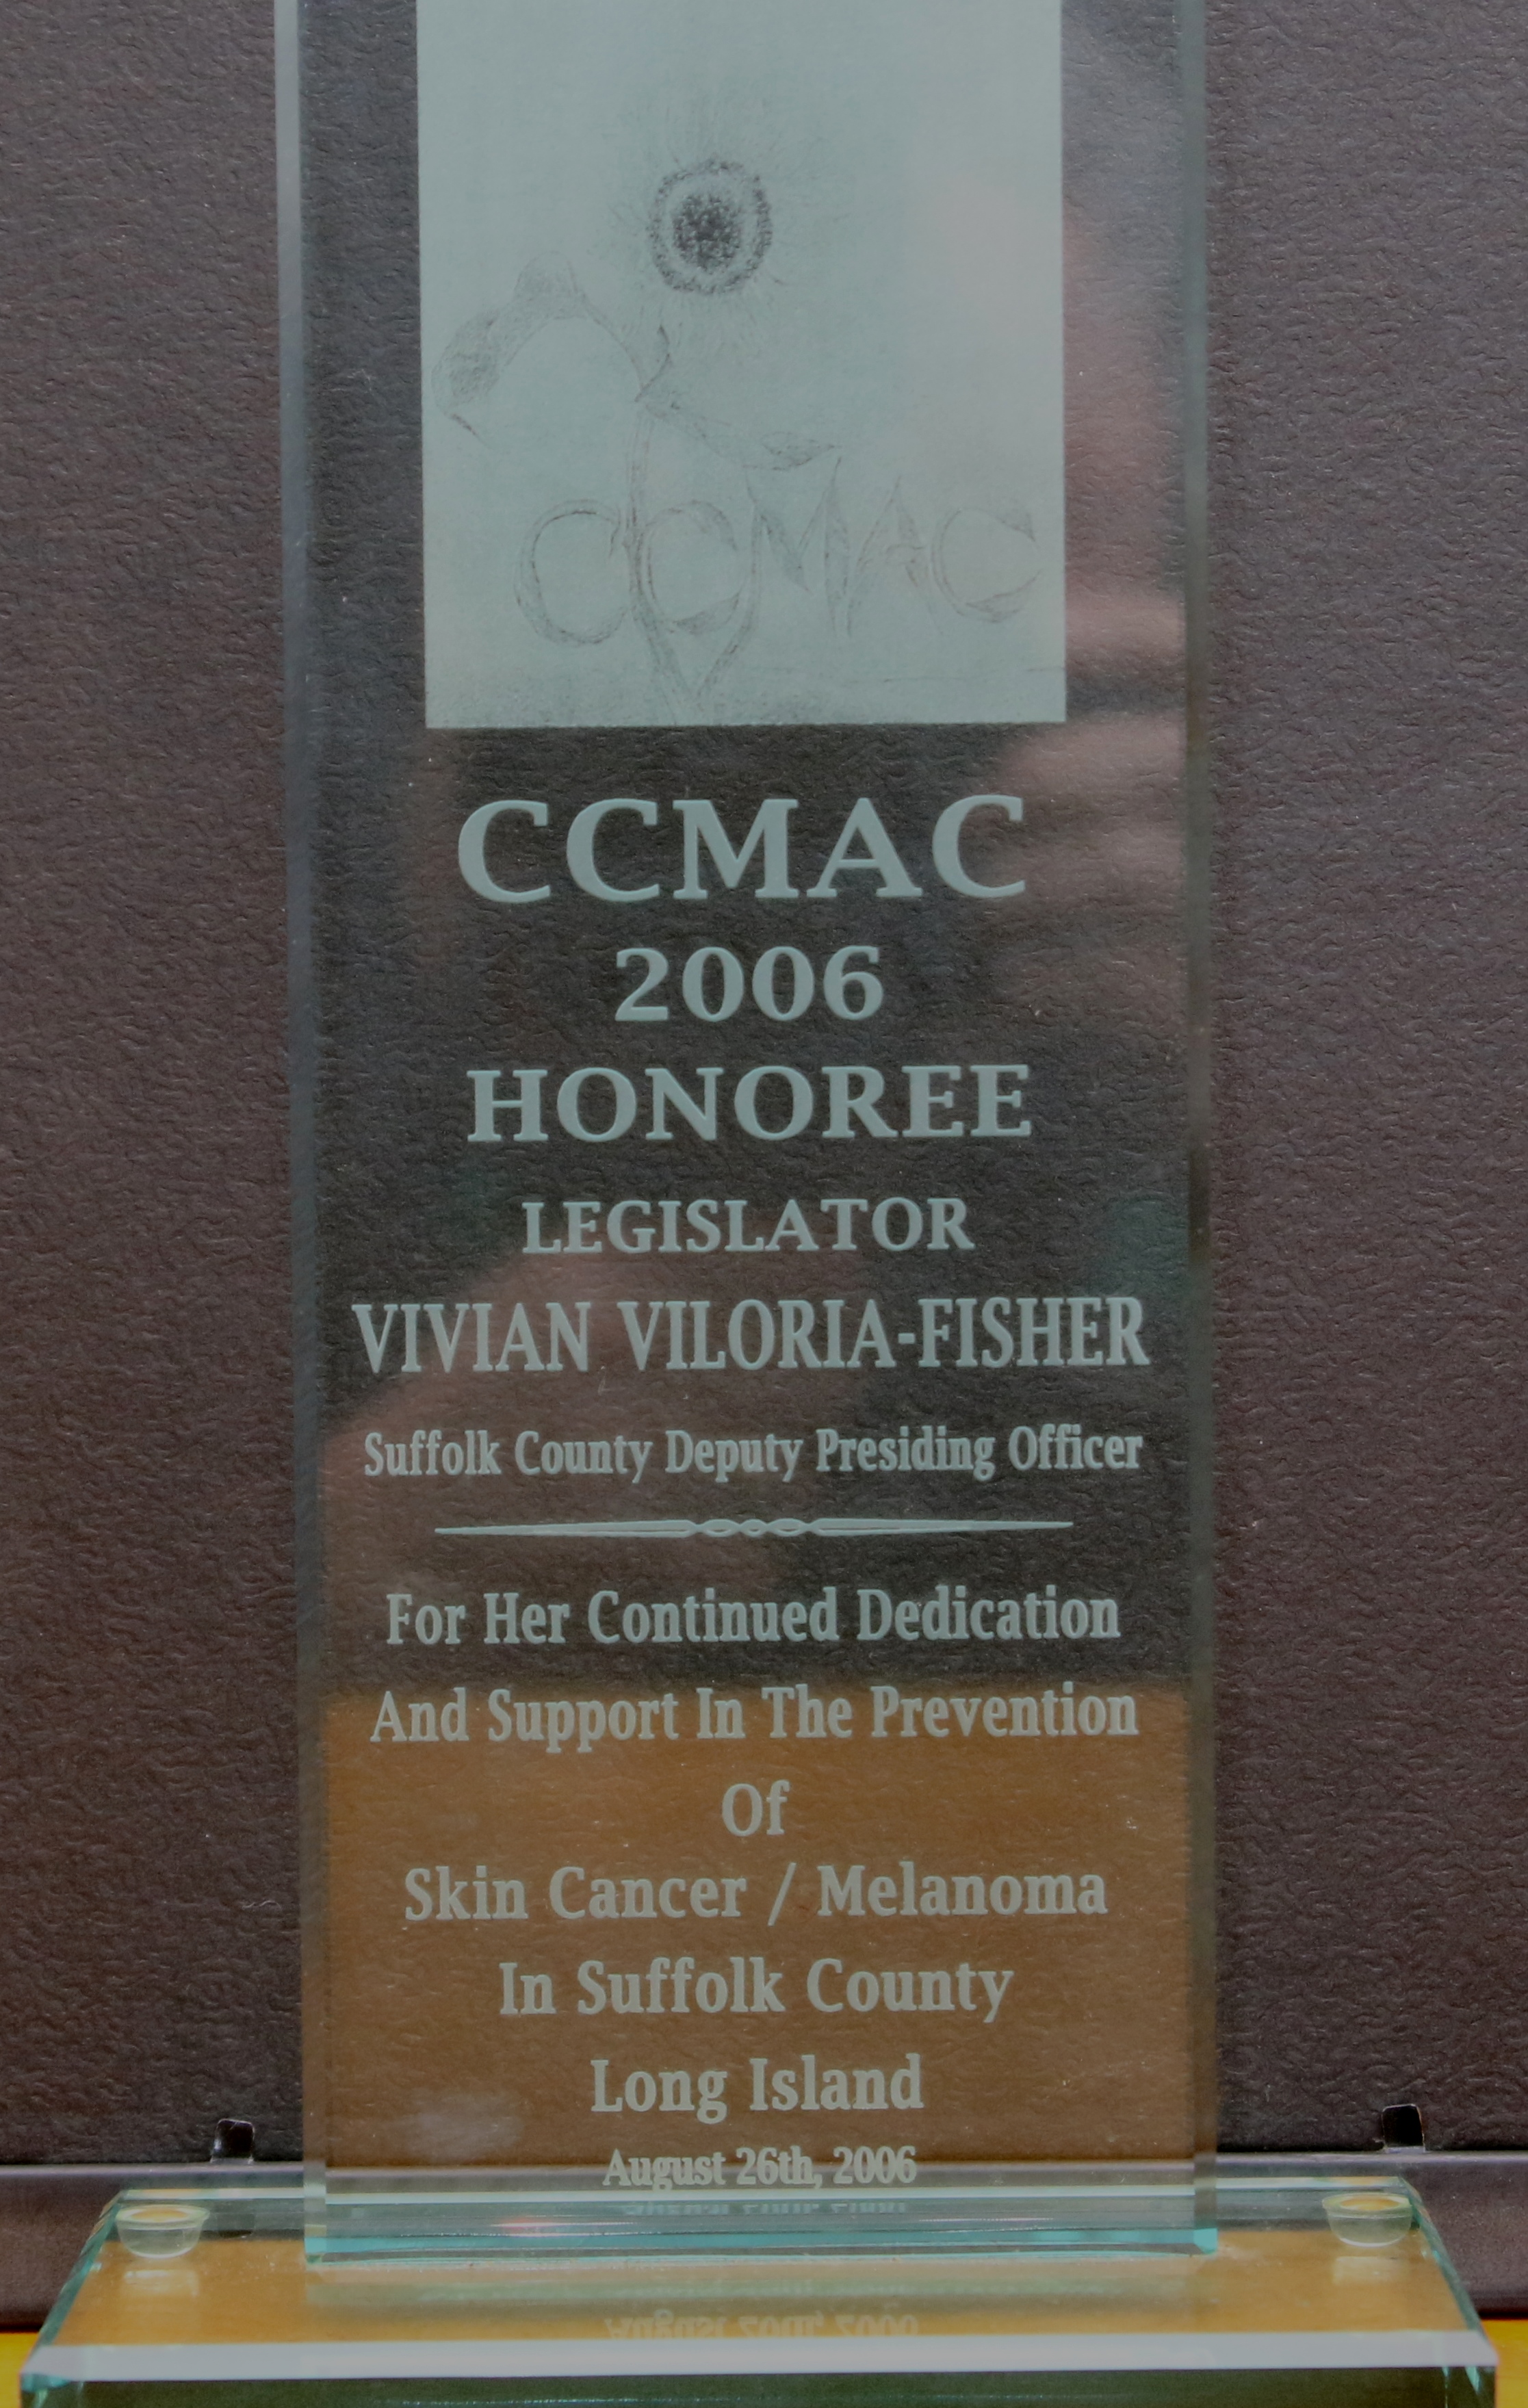 CCMAC
CCMAC
2006
HONOREE
LEGISLATOR
VIVIAN VILORIA-FISHER
Suffolk County Deputy Presiding Officer
For Her Continued Dedication
And Support In The Prevention
Of
Skin Cancer / Melanoma
In Suffolk County
Long Island
August 26th, 2006